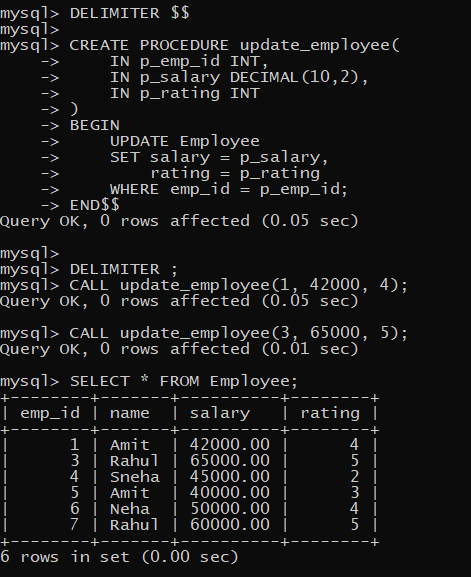 mysql> DELIMITER $$
mysql>
mysql> CREATE PROCEDURE update_employee(
    ->     IN p_emp_id INT,
    ->     IN p_salary DECIMAL(10,2),
    ->     IN p_rating INT
    -> )
    -> BEGIN
    ->     UPDATE Employee
    ->     SET salary = p_salary,
    ->         rating = p_rating
    ->     WHERE emp_id = p_emp_id;
    -> END$$
Query OK, 0 rows affected (0.05 sec)

mysql>
mysql> DELIMITER ;
mysql> CALL update_employee(1, 42000, 4);
Query OK, 0 rows affected (0.05 sec)

mysql> CALL update_employee(3, 65000, 5);
Query OK, 0 rows affected (0.01 sec)

mysql> SELECT * FROM Employee;
+--------+-------+----------+--------+
| emp_id | name  | salary   | rating |
+--------+-------+----------+--------+
|      1 | Amit  | 42000.00 |      4 |
|      3 | Rahul | 65000.00 |      5 |
|      4 | Sneha | 45000.00 |      2 |
|      5 | Amit  | 40000.00 |      3 |
|      6 | Neha  | 50000.00 |      4 |
|      7 | Rahul | 60000.00 |      5 |
+--------+-------+----------+--------+
6 rows in set (0.00 sec)